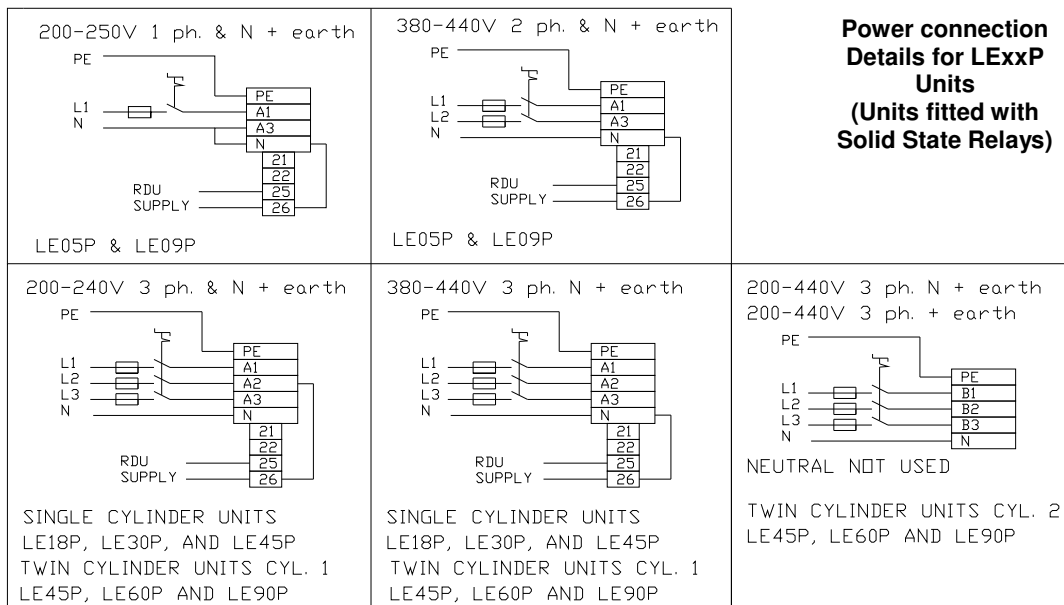 200-250V 1 ph. & N + earth
PE
L1
N
PE
A1
A3
N
21
22
25
26
RDU
SUPPLY
LE05P & LE09P
380-440V 2 ph. & N + earth
PE
L1
L2
N
PE
A1
A3
N
21
22
25
26
RDU
SUPPLY
LE05P & LE09P
Power connection
Details for LExxP
Units
(Units fitted with
Solid State Relays)
200-240V 3 ph. & N + earth
PE
L1
L2
L3
N
PE
A1
A2
A3
N
21
22
25
26
RDU
SUPPLY
SINGLE CYLINDER UNITS
LE18P, LE30P, AND LE45P
TWIN CYLINDER UNITS CYL. 1
LE45P, LE60P AND LE90P
380-440V 3 ph. N + earth
PE
L1
L2
L3
N
PE
A1
A2
A3
N
21
22
25
26
RDU
SUPPLY
SINGLE CYLINDER UNITS
LE18P, LE30P, AND LE45P
TWIN CYLINDER UNITS CYL. 1
LE45P, LE60P AND LE90P
200-440V 3 ph. N + earth
200-440V 3 ph. + earth
PE
L1
L2
L3
N
PE
B1
B2
B3
N
NEUTRAL NOT USED
TWIN CYLINDER UNITS CYL. 2
LE45P, LE60P AND LE90P